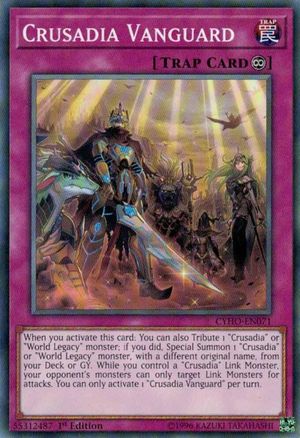 CRUSADIA VANGUARD
TRAP
罠
[TRAP CARD ∞]
CYHO-EN071
When you activate this card: You can also Tribute 1 "Crusadia" or
"World Legacy" monster; if you did, Special Summon 1 "Crusadia"
or "World Legacy" monster, with a different original name, from
your Deck or GY. While you control a "Crusadia" Link Monster,
your opponent's monsters can only target Link Monsters
for attacks. You can only activate 1 "Crusadia Vanguard" per turn.
55312487
1st Edition
©1996 KAZUKI TAKAHASHI